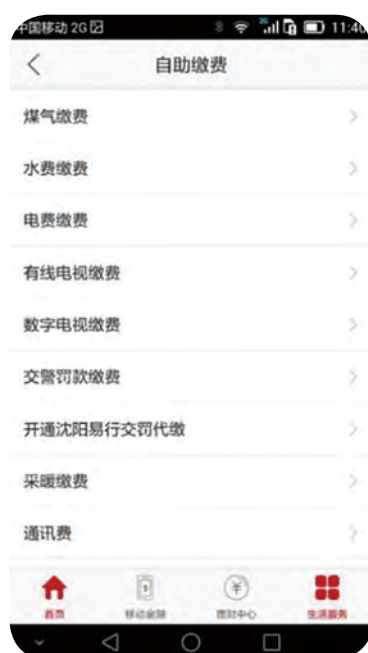 中国移动 2G 2G 11:40
自助缴费
煤气缴费
水费缴费
电费缴费
有线电视缴费
数字电视缴费
交警罚款缴费
开通沈阳易行交罚代缴
采暖缴费
通讯费
首页 移动金融 理财中心 生活服务